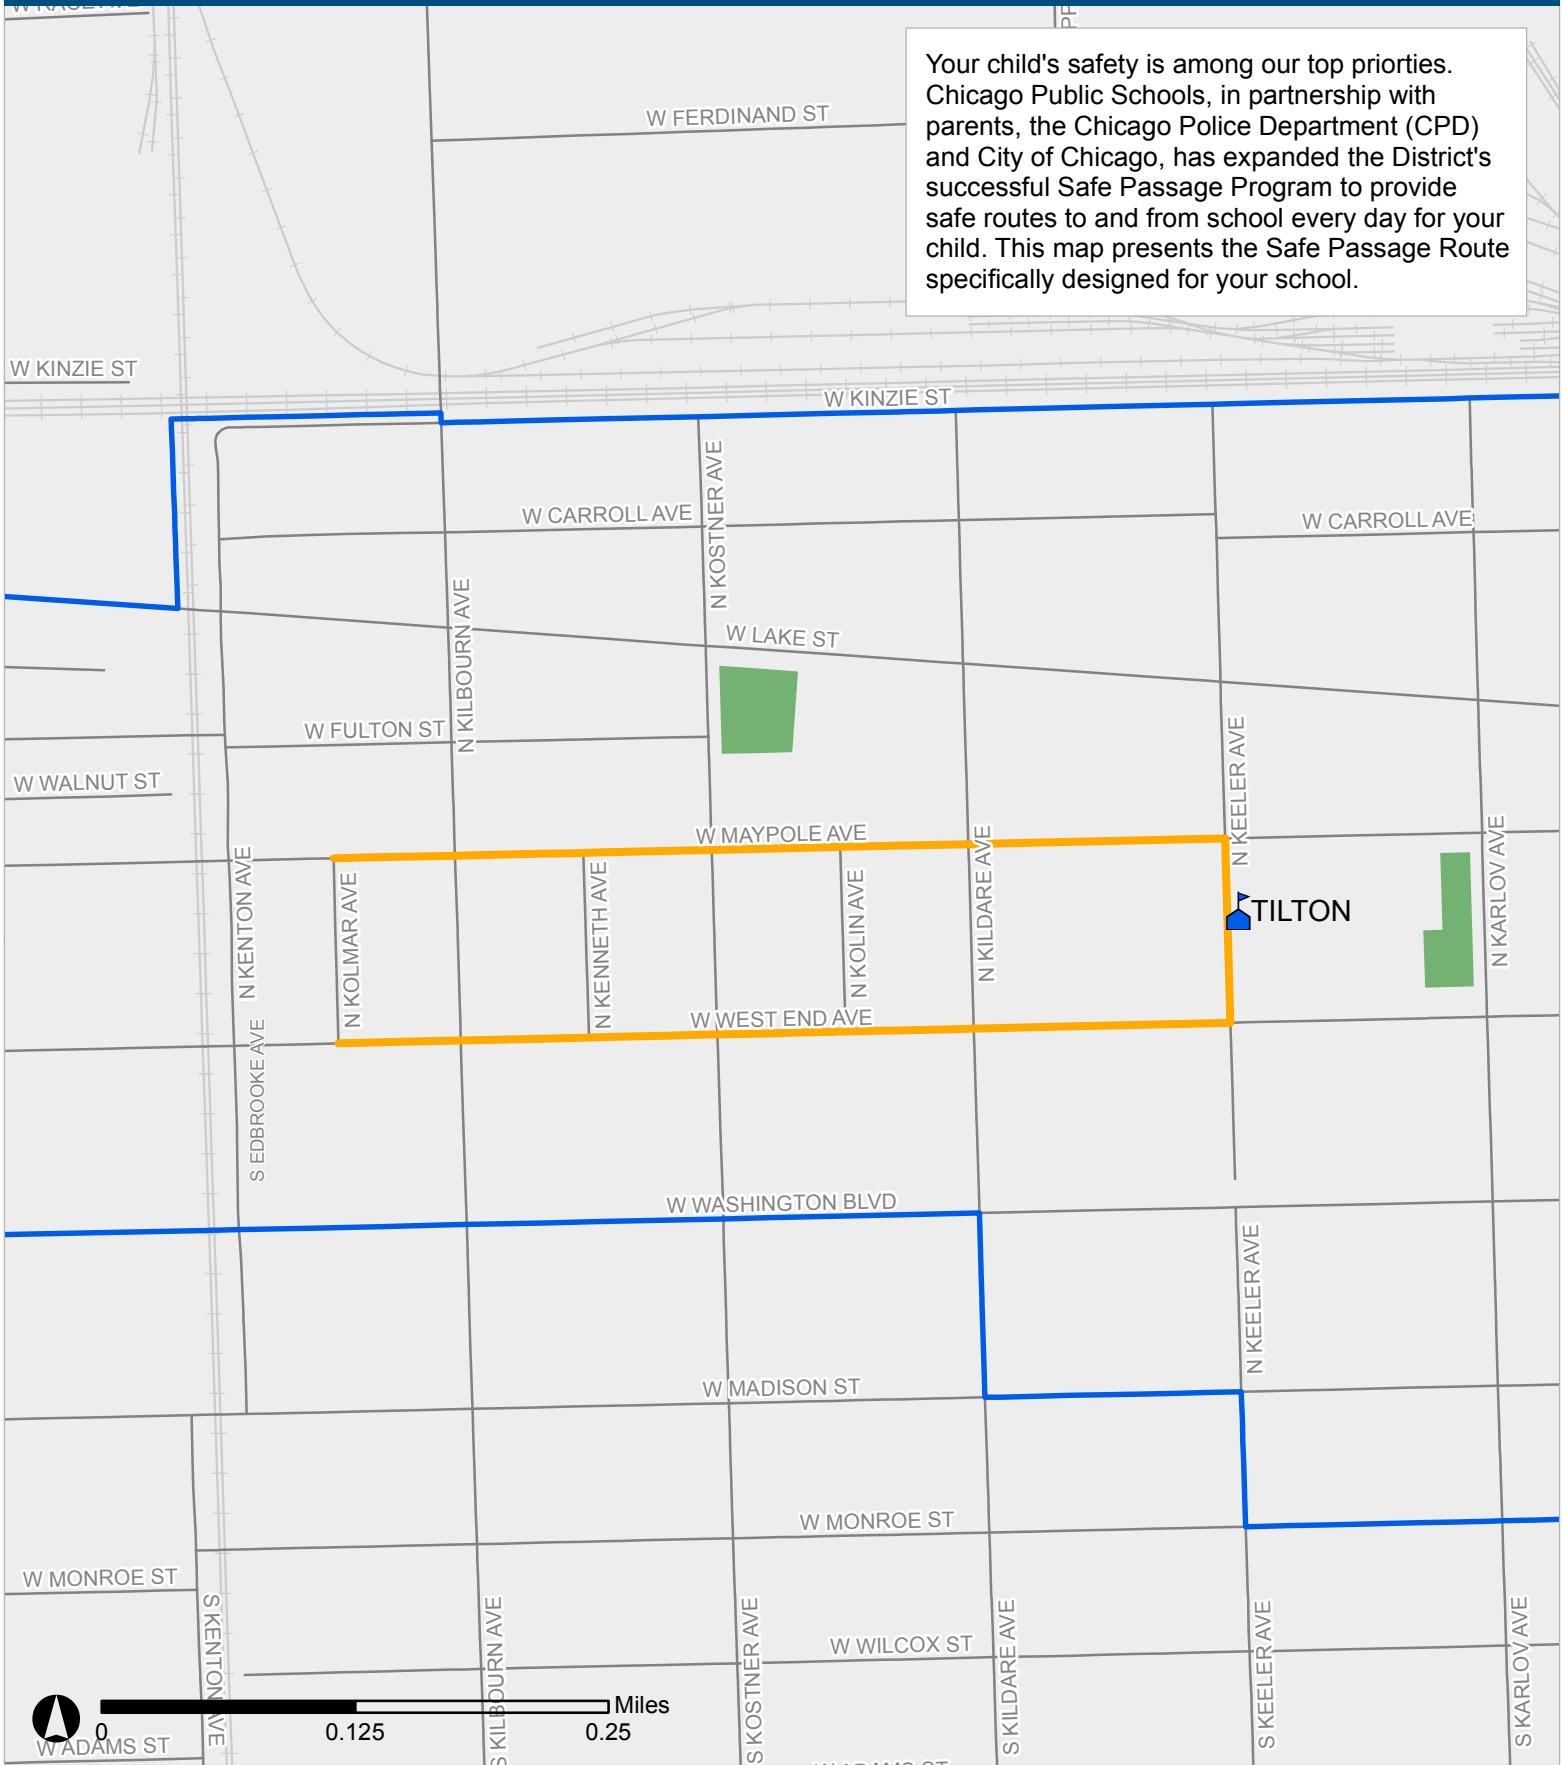 Your child's safety is among our top priorties.
Chicago Public Schools, in partnership with
parents, the Chicago Police Department (CPD)
and City of Chicago, has expanded the District's
successful Safe Passage Program to provide
safe routes to and from school every day for your
child. This map presents the Safe Passage Route
specifically designed for your school.
W FERDINAND ST
W KINZIE ST
W KINZIE ST
N KOSTNER AVE
W CARROLL AVE
W CARROLL AVE
N KILBOURN AVE
W LAKE ST
W FULTON ST
N KEELER AVE
W WALNUT ST
W MAYPOLE AVE
N KENTON AVE
N KOLMAR AVE
N KENNETH AVE
N KOLIN AVE
N KILDARE AVE
TILTON
N KARLOV AVE
W WEST END AVE
S EDBROOKE AVE
W WASHINGTON BLVD
N KEELER AVE
W MADISON ST
W MONROE ST
W MONROE ST
S KENTON AVE
S KILBOURN AVE
S KOSTNER AVE
S KILDARE AVE
S KEELER AVE
S KARLOV AVE
W WILCOX ST
Miles
0
0.125
0.25
W ADAMS ST
W ADAMS ST